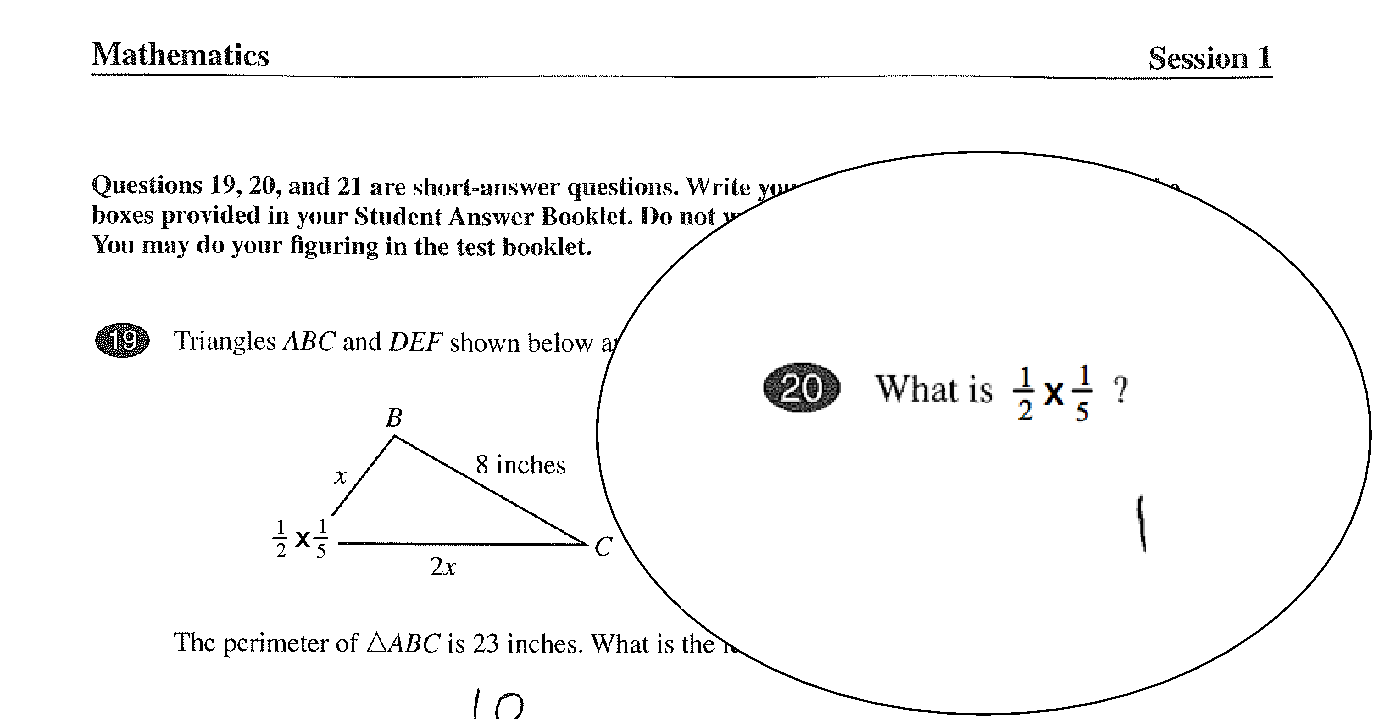 Mathematics Session 1
Questions 19, 20, and 21 are short-answer questions. Write
boxes provided in your Student Answer Booklet. Do not
You may do your figuring in the test booklet.
19 Triangles ABC and DEF shown below
B
x
8 inches
1/2 x 1/5
C
2x
The perimeter of △ABC is 23 inches. What is the
10
20 What is 1/2 x 1/5 ?
1